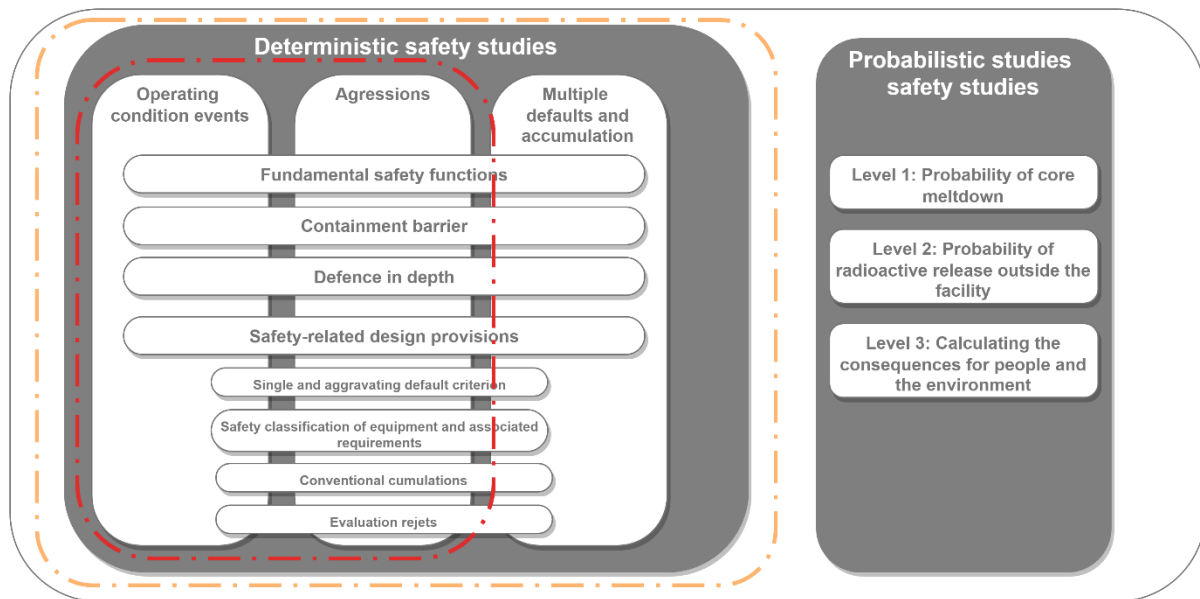 Deterministic safety studies
Operating
condition events
Agressions
Multiple
defaults and
accumulation
Fundamental safety functions
Containment barrier
Defence in depth
Safety-related design provisions
Single and aggravating default criterion
Safety classification of equipment and associated
requirements
Conventional cumulations
Evaluation rejets
Probabilistic studies
safety studies
Level 1: Probability of core
meltdown
Level 2: Probability of
radioactive release outside the
facility
Level 3: Calculating the
consequences for people and
the environment